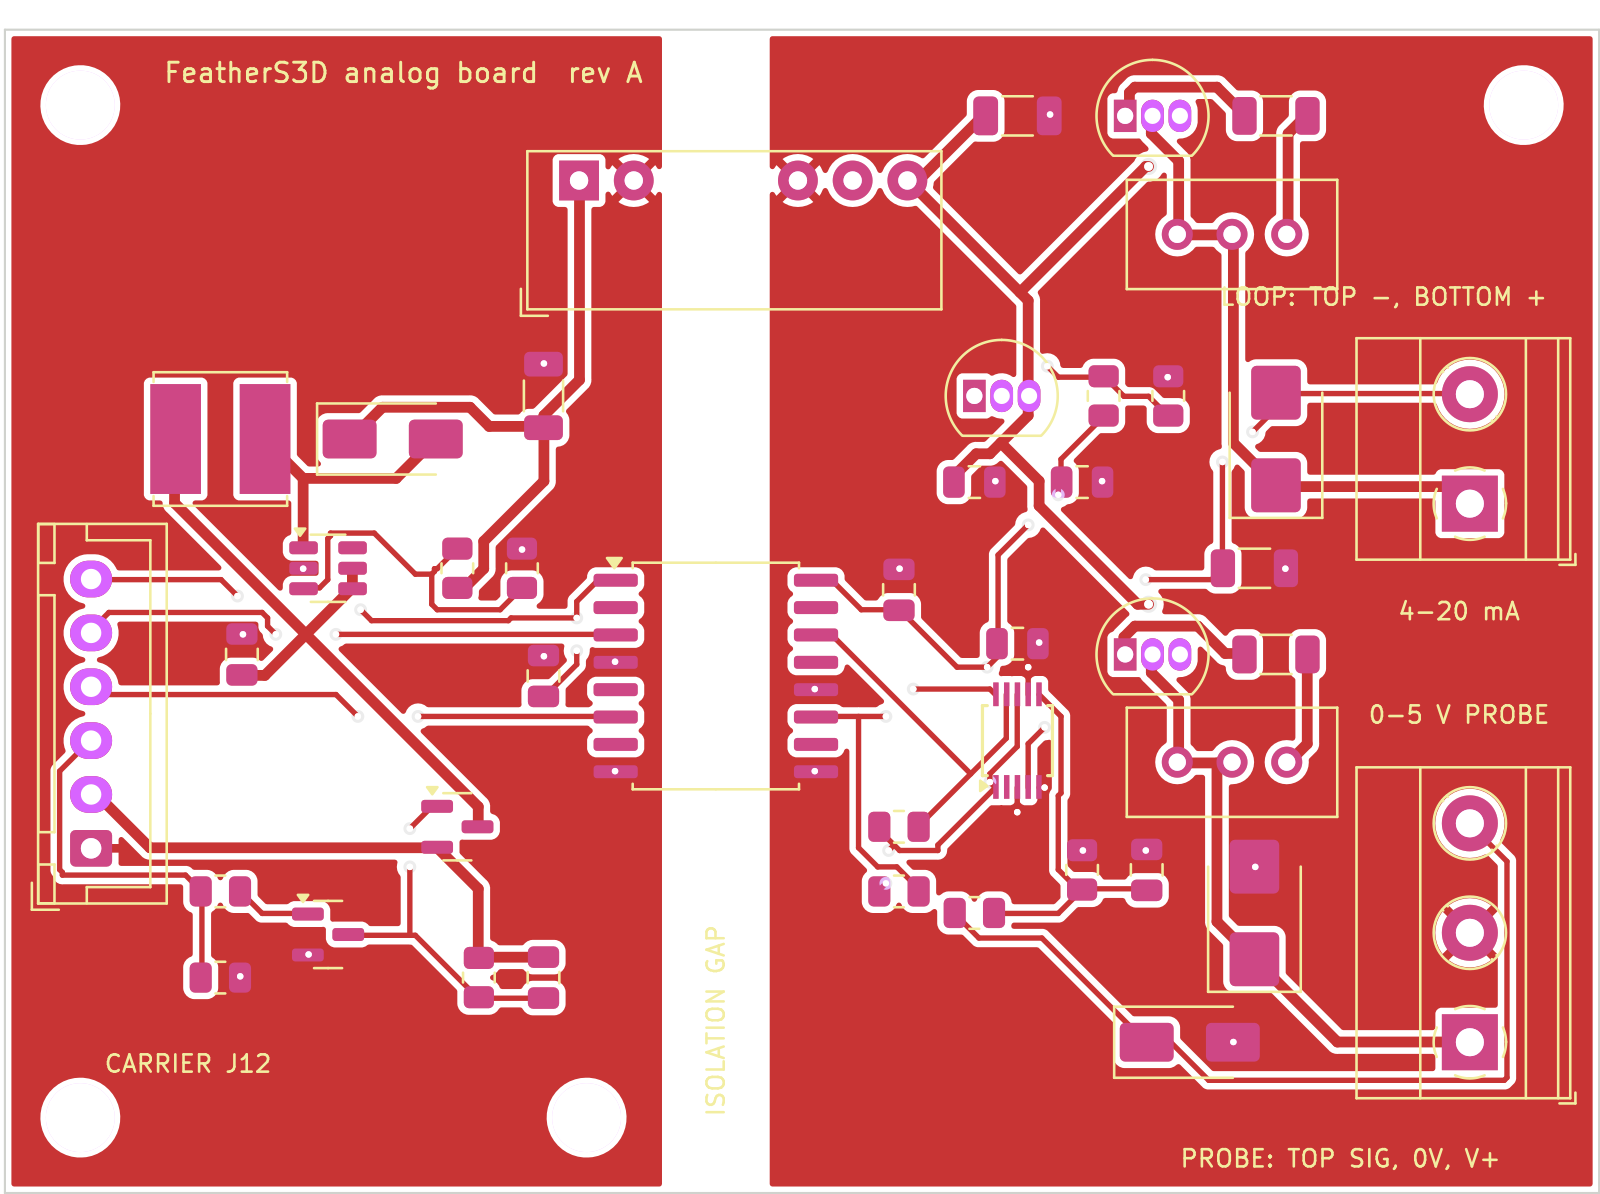 FeatherS3D analog board  rev A
LOOP: TOP -, BOTTOM +
4-20 mA
0-5 V PROBE
ISOLATION GAP
CARRIER J12
PROBE: TOP SIG, 0V, V+